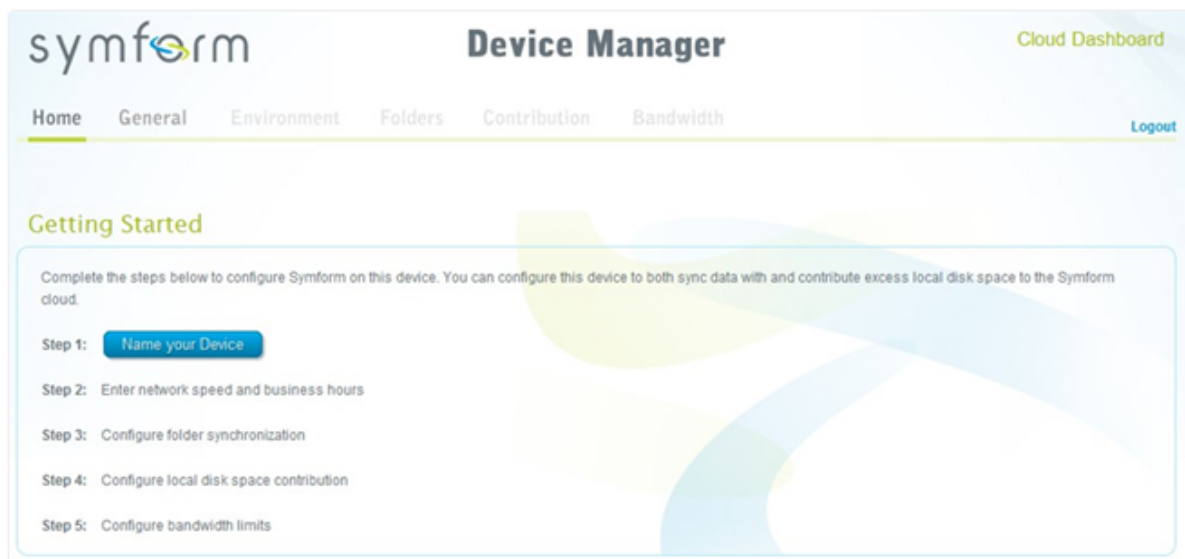 symform
Device Manager
Cloud Dashboard
Home General Environment Folders Contribution Bandwidth
Logout
Getting Started
Complete the steps below to configure Symform on this device. You can configure this device to both sync data with and contribute excess local disk space to the Symform
cloud.
Step 1: Name your Device
Step 2: Enter network speed and business hours
Step 3: Configure folder synchronization
Step 4: Configure local disk space contribution
Step 5: Configure bandwidth limits